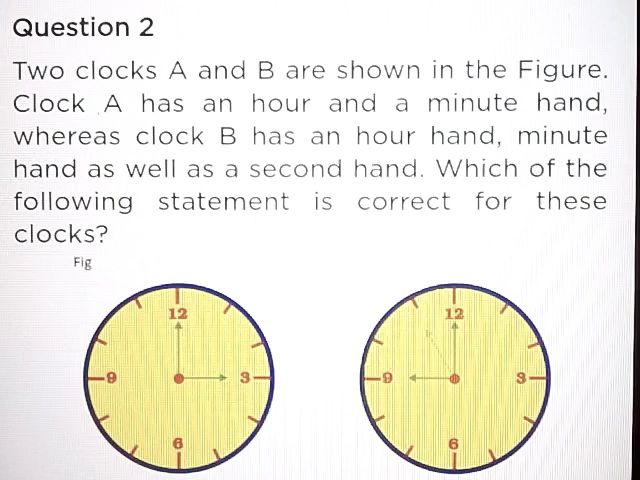 Question 2
Two clocks A and B are shown in the Figure.
Clock A has an hour and a minute hand,
whereas clock B has an hour hand, minute
hand as well as a second hand. Which of the
following statement is correct for these
clocks?
Fig
12 12
9 3 9 3
6 6